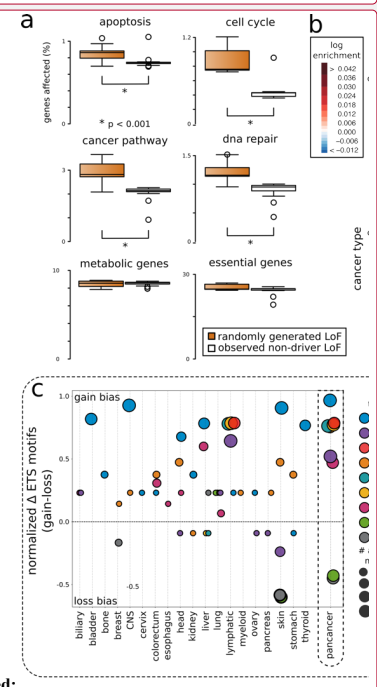 a
apoptosis
cell cycle
b
genes affected (%)
1
0
* 
* p < 0.001
1.2
0
*
log
enrichment
> 0.042
0.036
0.030
0.024
0.018
0.012
0.006
0.000
-0.006
< -0.012
cancer pathway
dna repair
3
0
*
1.5
0
*
cancer type
metabolic genes
essential genes
10
0
30
0
randomly generated LoF
observed non-driver LoF
C
normalized Δ ETS motifs
(gain-loss)
1.0
0.5
0.0
-0.5
gain bias
-0.5
loss bias
biliary
bladder
bone
breast
CNS
cervix
colorectum
esophagus
head
kidney
liver
lung
lymphatic
myeloid
ovary
pancreas
skin
stomach
thyroid
pancancer
#
ed: